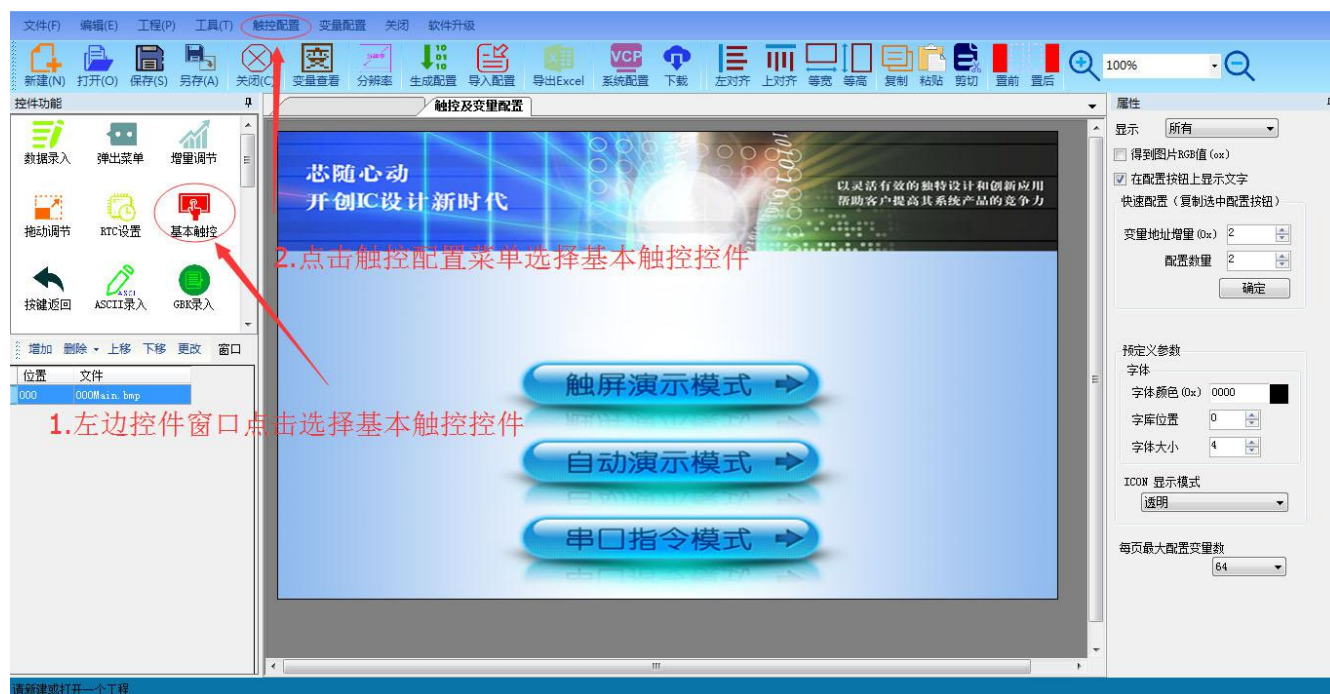 文件(F) 编辑(E) 工程(P) 工具(T) 触控配置 变量配置 关闭 软件升级
新建(N) 打开(O) 保存(S) 另存(A) 关闭(C) 变量查看 分辨率 生成配置 导入配置 导出Excel 系统配置 下载 左对齐 上对齐 等宽 等高 复制 粘贴 剪切 置前 置后 100%
控件功能
触控及变量配置
属性
数据录入 弹出菜单 增量调节
拖动调节 RTC设置 基本触控
按键返回 ASCII录入 GBK录入
增加 删除 上移 下移 更改 窗口
位置 文件
000 000Main.bmp
芯随心动
开创IC设计新时代
以灵活有效的独特设计和创新应用
帮助客户提高其系统产品的竞争力
2.点击触控配置菜单选择基本触控控件
1.左边控件窗口点击选择基本触控控件
触屏演示模式
自动演示模式
串口指令模式
显示 所有
得到图片RGB值(ox)
在配置按钮上显示文字
快速配置（复制选中配置按钮）
变量地址增量(0x) 2
配置数量 2
确定
预定义参数
字体
字体颜色(0x) 0000
字库位置 0
字体大小 4
ICON 显示模式
透明
每页最大配置变量数
64
请新建或打开一个工程